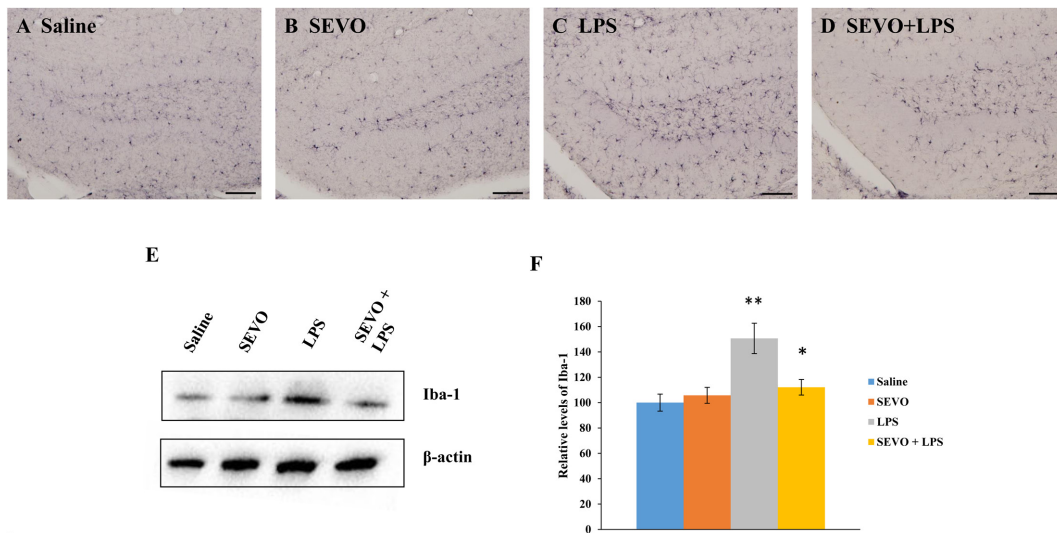 A Saline
B SEVO
C LPS
D SEVO+LPS
E
Saline
SEVO
LPS
SEVO +
LPS
Iba-1
β-actin
F
Relative levels of Iba-1
180
160
140
120
100
80
60
40
20
0
**
*
Saline
SEVO
LPS
SEVO + LPS